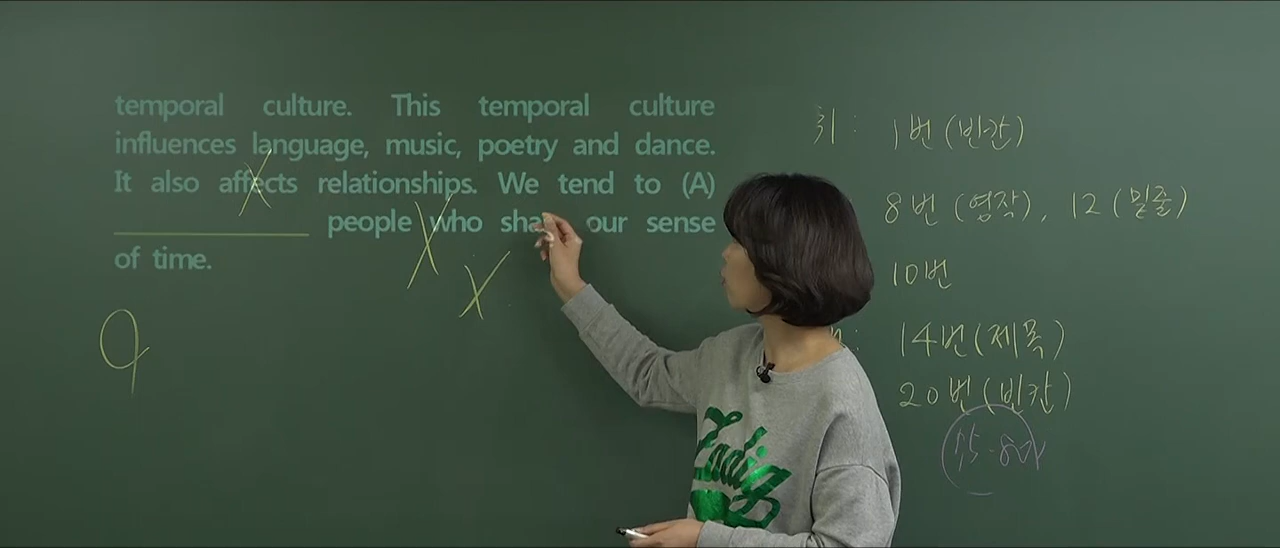 temporal culture. This temporal culture
influences language, music, poetry and dance.
It also affects relationships. We tend to (A)
people who our sense
of time.
9
X
X
X
최: 1번 (빈칸)
8번 (영작), 12 (밑줄)
10번
14번 (제목)
20번 (빈칸)
Zadig